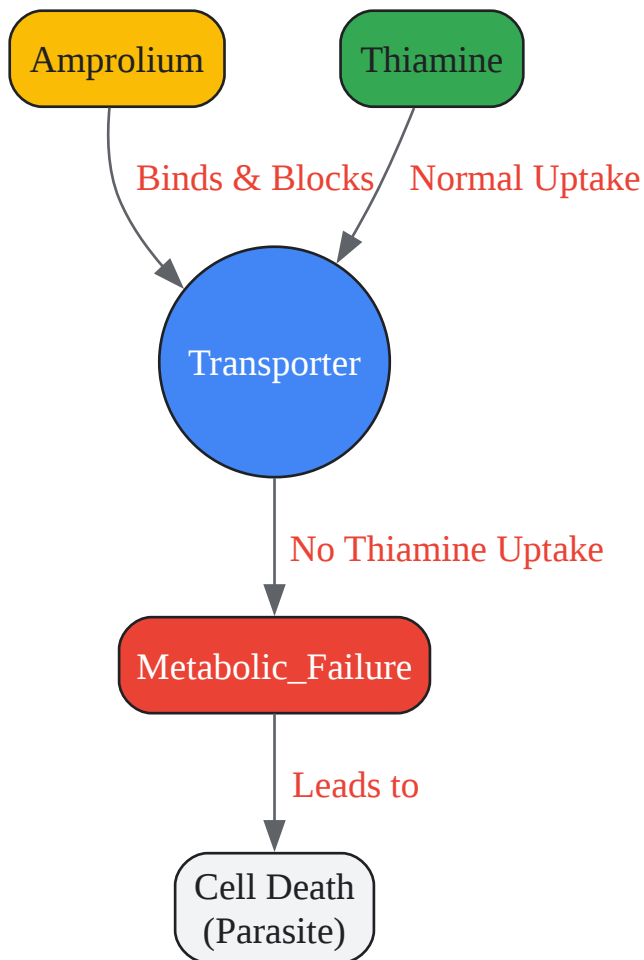 Amprolium
Thiamine
Binds & Blocks
Normal Uptake
Transporter
No Thiamine Uptake
Metabolic_Failure
Leads to
Cell Death
(Parasite)